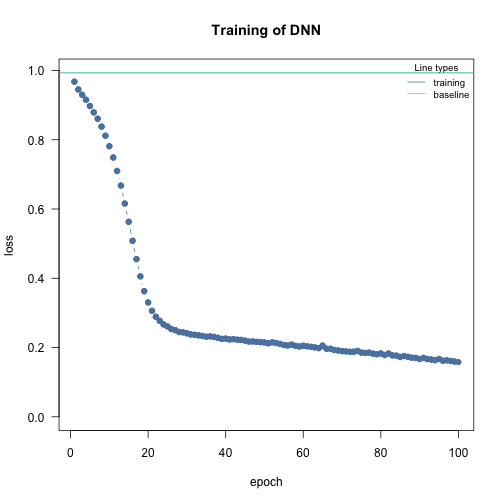 Training of DNN
Line types
training
baseline
loss
1.0
0.8
0.6
0.4
0.2
0.0
0 20 40 60 80 100
epoch